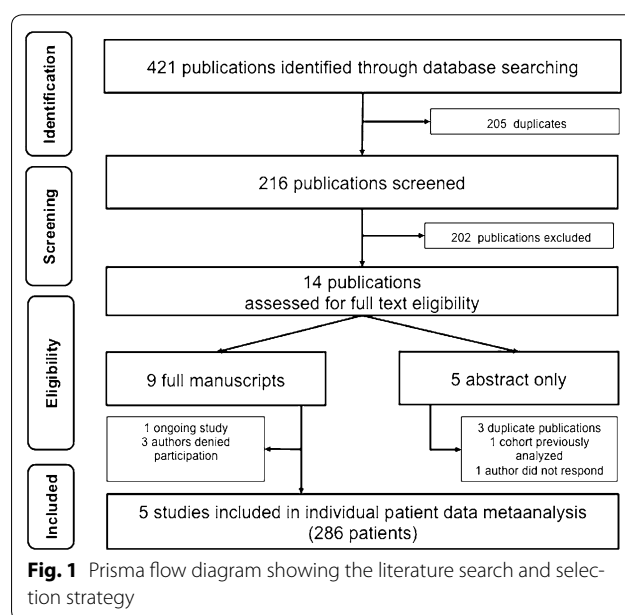 Identification
421 publications identified through database searching
205 duplicates
Screening
216 publications screened
202 publications excluded
14 publications
assessed for full text eligibility
Eligibility
9 full manuscripts
5 abstract only
1 ongoing study
3 authors denied
participation
3 duplicate publications
1 cohort previously
analyzed
1 author did not respond
Included
5 studies included in individual patient data metaanalysis
(286 patients)
Fig. 1 Prisma flow diagram showing the literature search and selec-
tion strategy